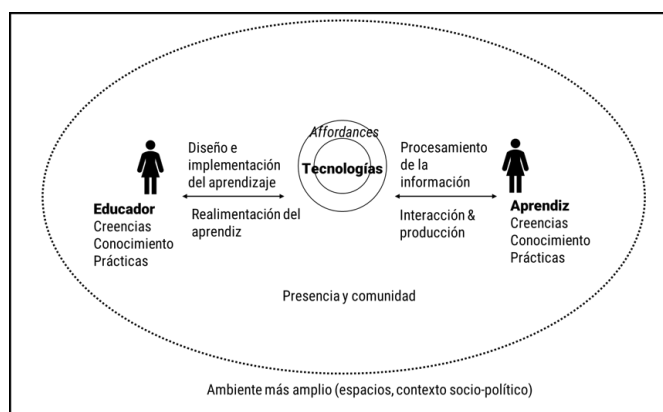 Affordances
Tecnologías
Diseño e
implementación
del aprendizaje
Realimentación del
aprendiz
Procesamiento
de la
información
Interacción &
producción
Educador
Creencias
Conocimiento
Prácticas
Aprendiz
Creencias
Conocimiento
Prácticas
Presencia y comunidad
Ambiente más amplio (espacios, contexto socio-político)